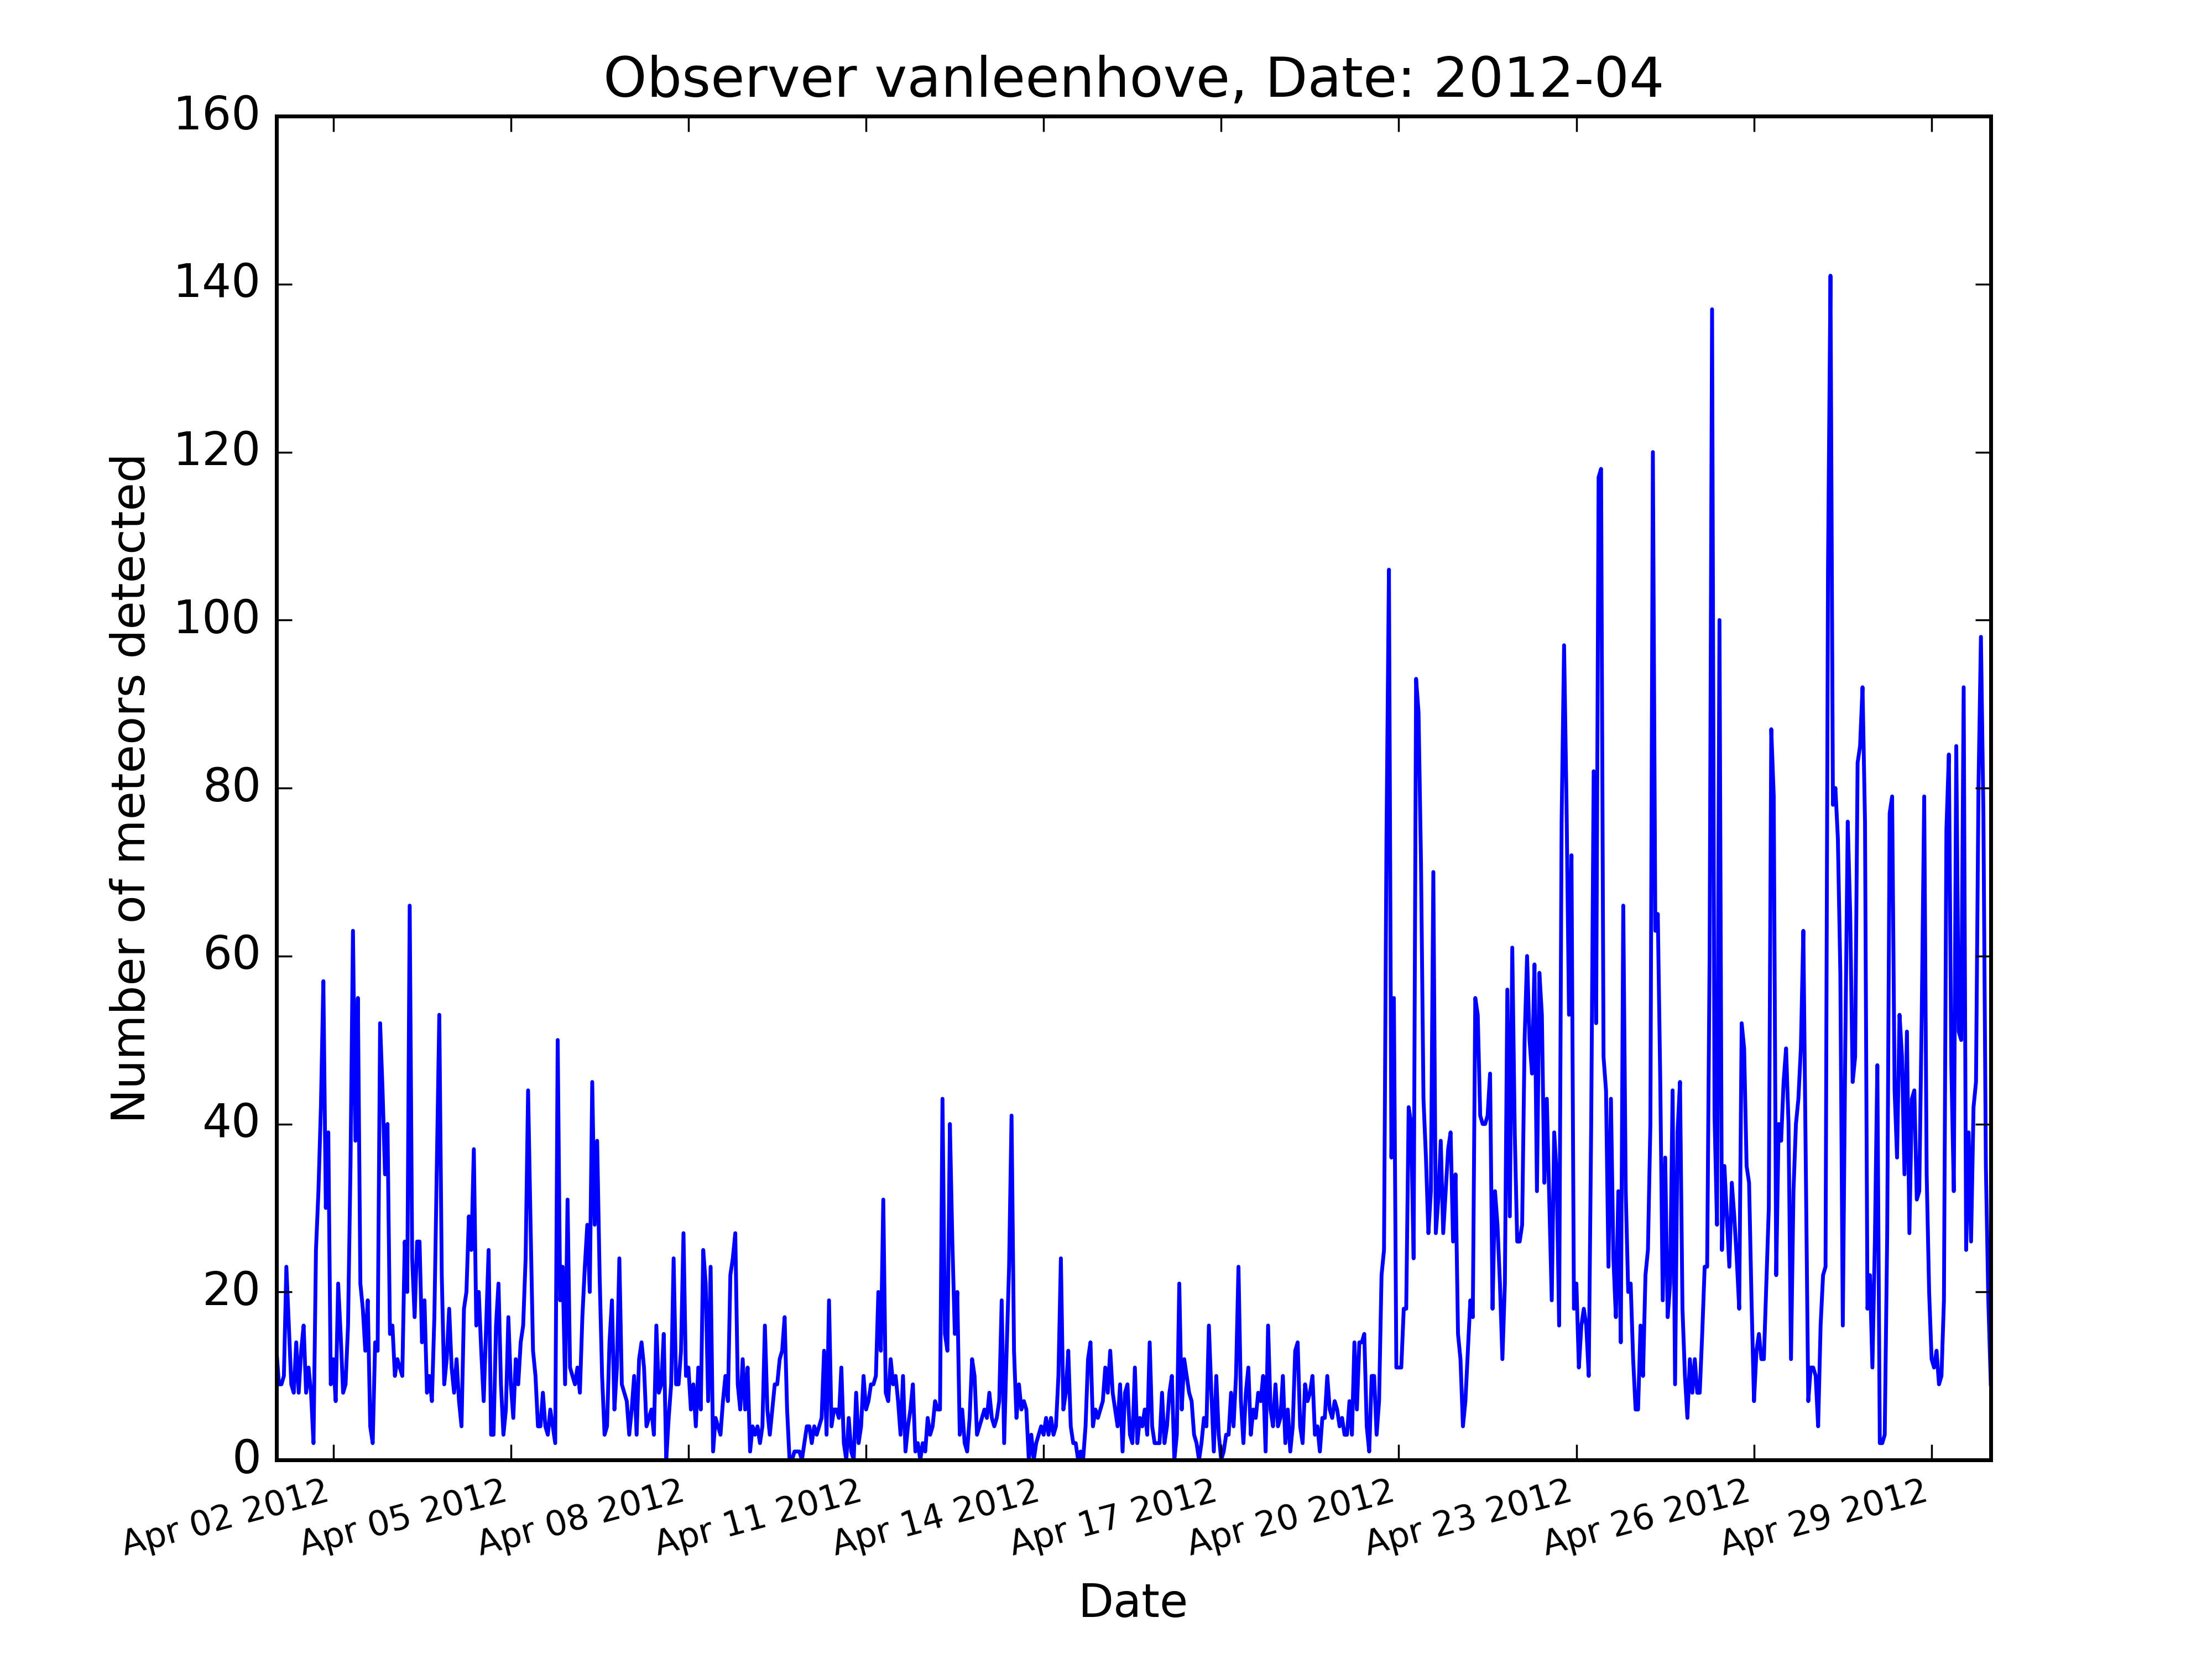 Observer vanleenhove, Date: 2012-04
160
140
120
100
80
60
40
20
0
Number of meteors detected
Apr 02 2012
Apr 05 2012
Apr 08 2012
Apr 11 2012
Apr 14 2012
Apr 17 2012
Apr 20 2012
Apr 23 2012
Apr 26 2012
Apr 29 2012
Date